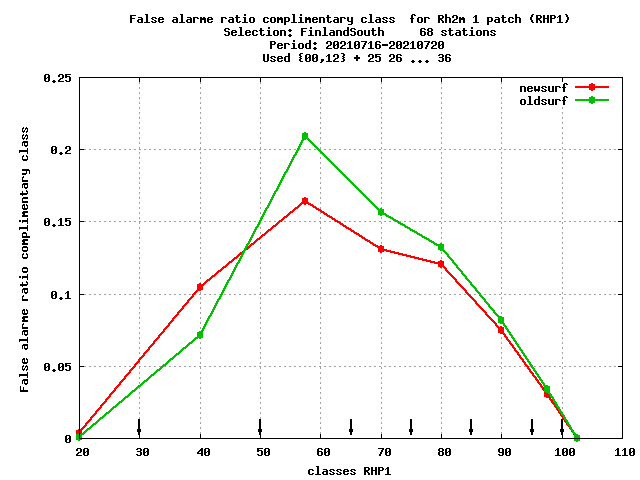 False alarme ratio complimentary class  for Rh2m 1 patch (RHP1)
Selection: FinlandSouth     68 stations
Period: 20210716-20210720
Used {00,12} + 25 26 ... 36
newsurf
oldsurf
False alarme ratio complimentary class
0.25
0.2
0.15
0.1
0.05
0
20 30 40 50 60 70 80 90 100 110
classes RHP1